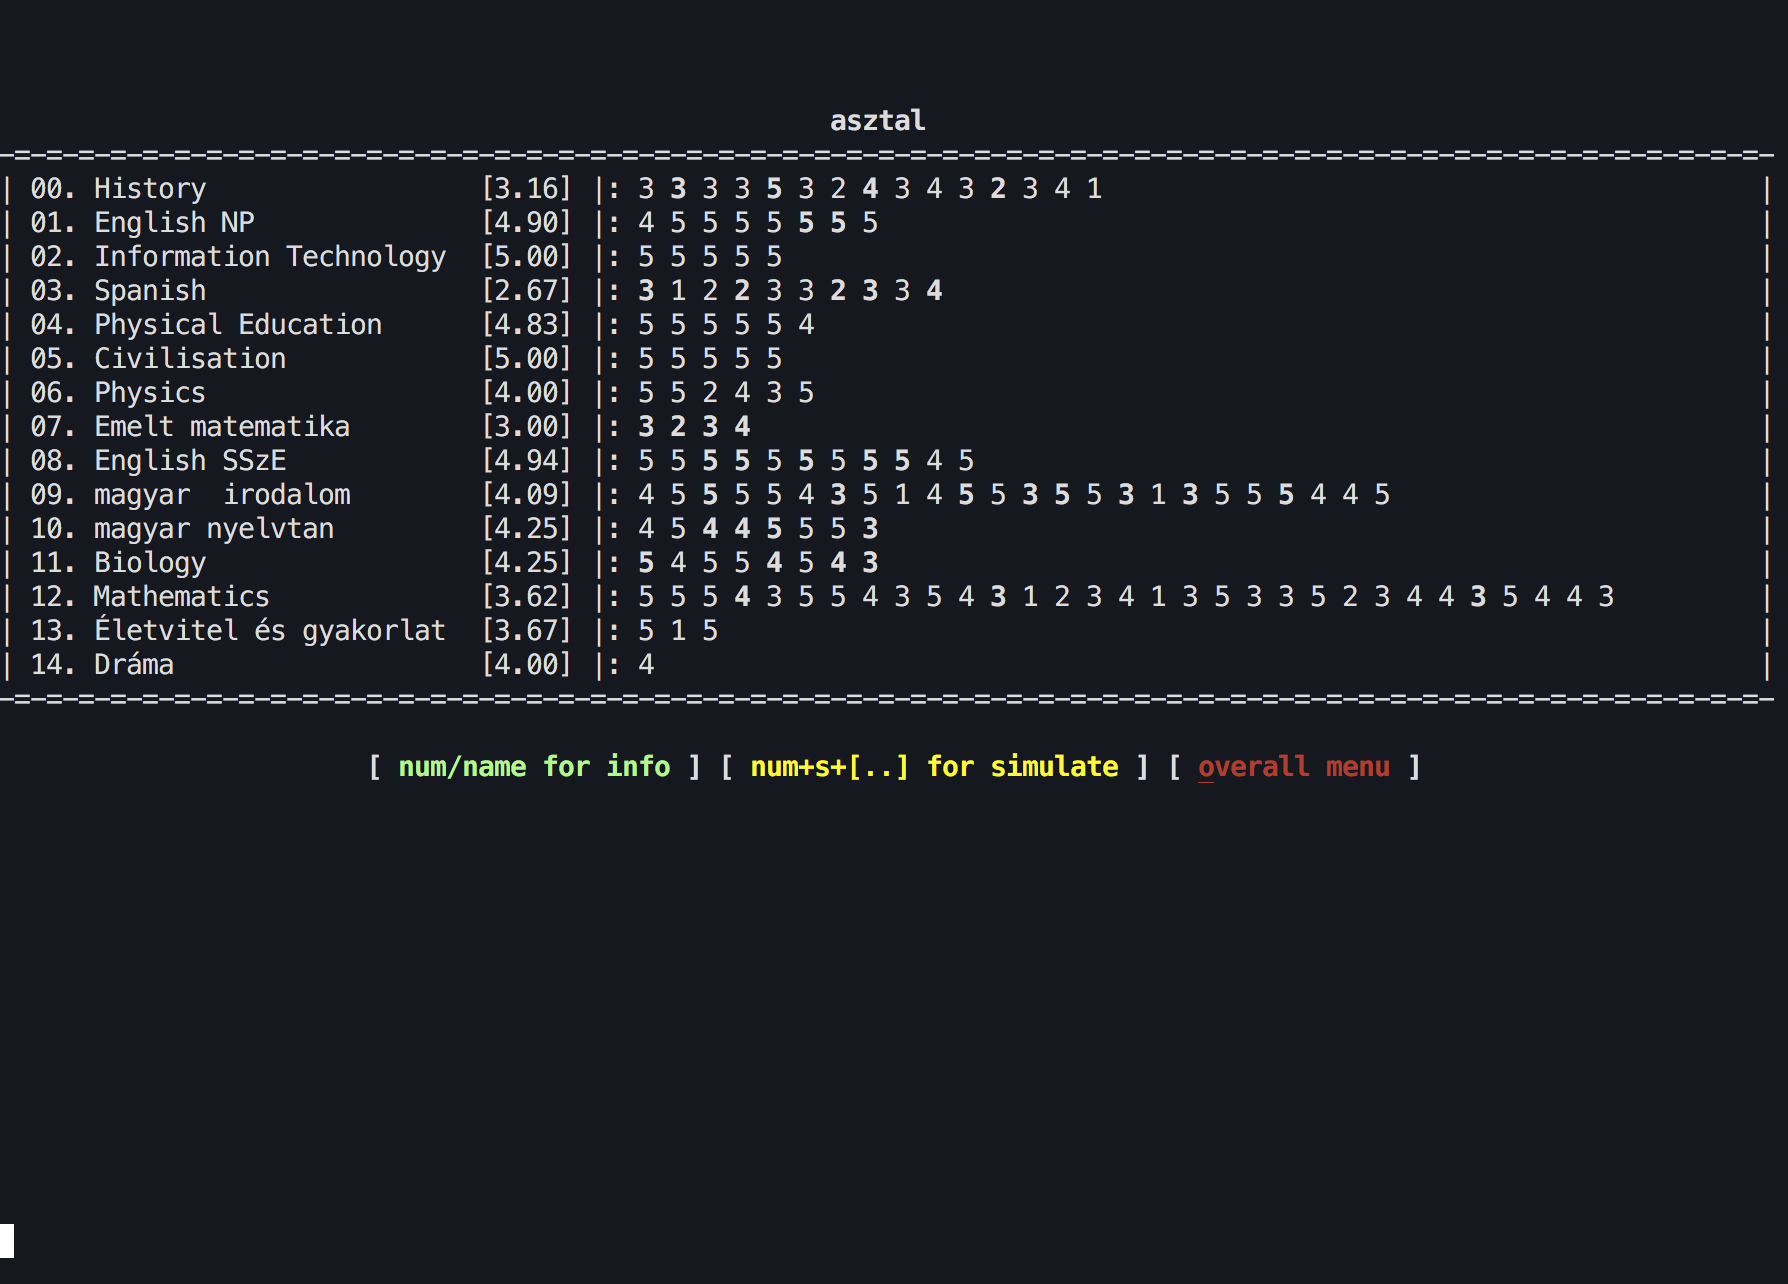 asztal
-=-=-=-=-=-=-=-=-=-=-=-=-=-=-=-=-=-=-=-=-=-=-=-=-=-=-=-=-=-=-=-=-=-=-=-=-=-=-=-=-=-=-=-=-=-=-=-=-=-=-=-=-=-=-=-
| 00. History                 [3.16] |: 3 3 3 3 5 3 2 4 3 4 3 2 3 4 1 |
| 01. English NP              [4.90] |: 4 5 5 5 5 5 5 5 |
| 02. Information Technology  [5.00] |: 5 5 5 5 5 |
| 03. Spanish                 [2.67] |: 3 1 2 2 3 3 2 3 3 4 |
| 04. Physical Education      [4.83] |: 5 5 5 5 5 4 |
| 05. Civilisation            [5.00] |: 5 5 5 5 5 |
| 06. Physics                 [4.00] |: 5 5 2 4 3 5 |
| 07. Emelt matematika        [3.00] |: 3 2 3 4 |
| 08. English SSzE            [4.94] |: 5 5 5 5 5 5 5 5 5 4 5 |
| 09. magyar  irodalom        [4.09] |: 4 5 5 5 5 4 3 5 1 4 5 5 3 5 5 3 1 3 5 5 5 4 4 5 |
| 10. magyar nyelvtan         [4.25] |: 4 5 4 4 5 5 5 3 |
| 11. Biology                 [4.25] |: 5 4 5 5 4 5 4 3 |
| 12. Mathematics             [3.62] |: 5 5 5 4 3 5 5 4 3 5 4 3 1 2 3 4 1 3 5 3 3 5 2 3 4 4 3 5 4 4 3 |
| 13. Életvitel és gyakorlat  [3.67] |: 5 1 5 |
| 14. Dráma                   [4.00] |: 4 |
-=-=-=-=-=-=-=-=-=-=-=-=-=-=-=-=-=-=-=-=-=-=-=-=-=-=-=-=-=-=-=-=-=-=-=-=-=-=-=-=-=-=-=-=-=-=-=-=-=-=-=-=-=-=-=-
[ num/name for info ] [ num+s+[..] for simulate ] [ overall menu ]